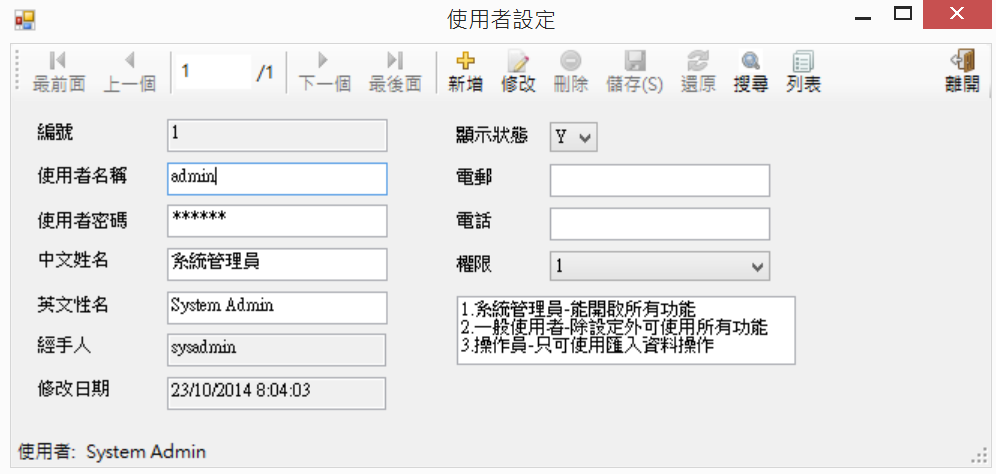 使用者設定
最前面 上一個 1 /1 下一個 最後面 新增 修改 刪除 儲存(S) 還原 搜尋 列表 離開
編號 1 顯示狀態 Y
使用者名稱 admin 電郵
使用者密碼 ****** 電話
中文姓名 系統管理員 權限 1
英文性名 System Admin
1.系統管理員-能開啟所有功能
2.一般使用者-除設定外可使用所有功能
3.操作員-只可使用匯入資料操作
經手人 sysadmin
修改日期 23/10/2014 8:04:03
使用者: System Admin